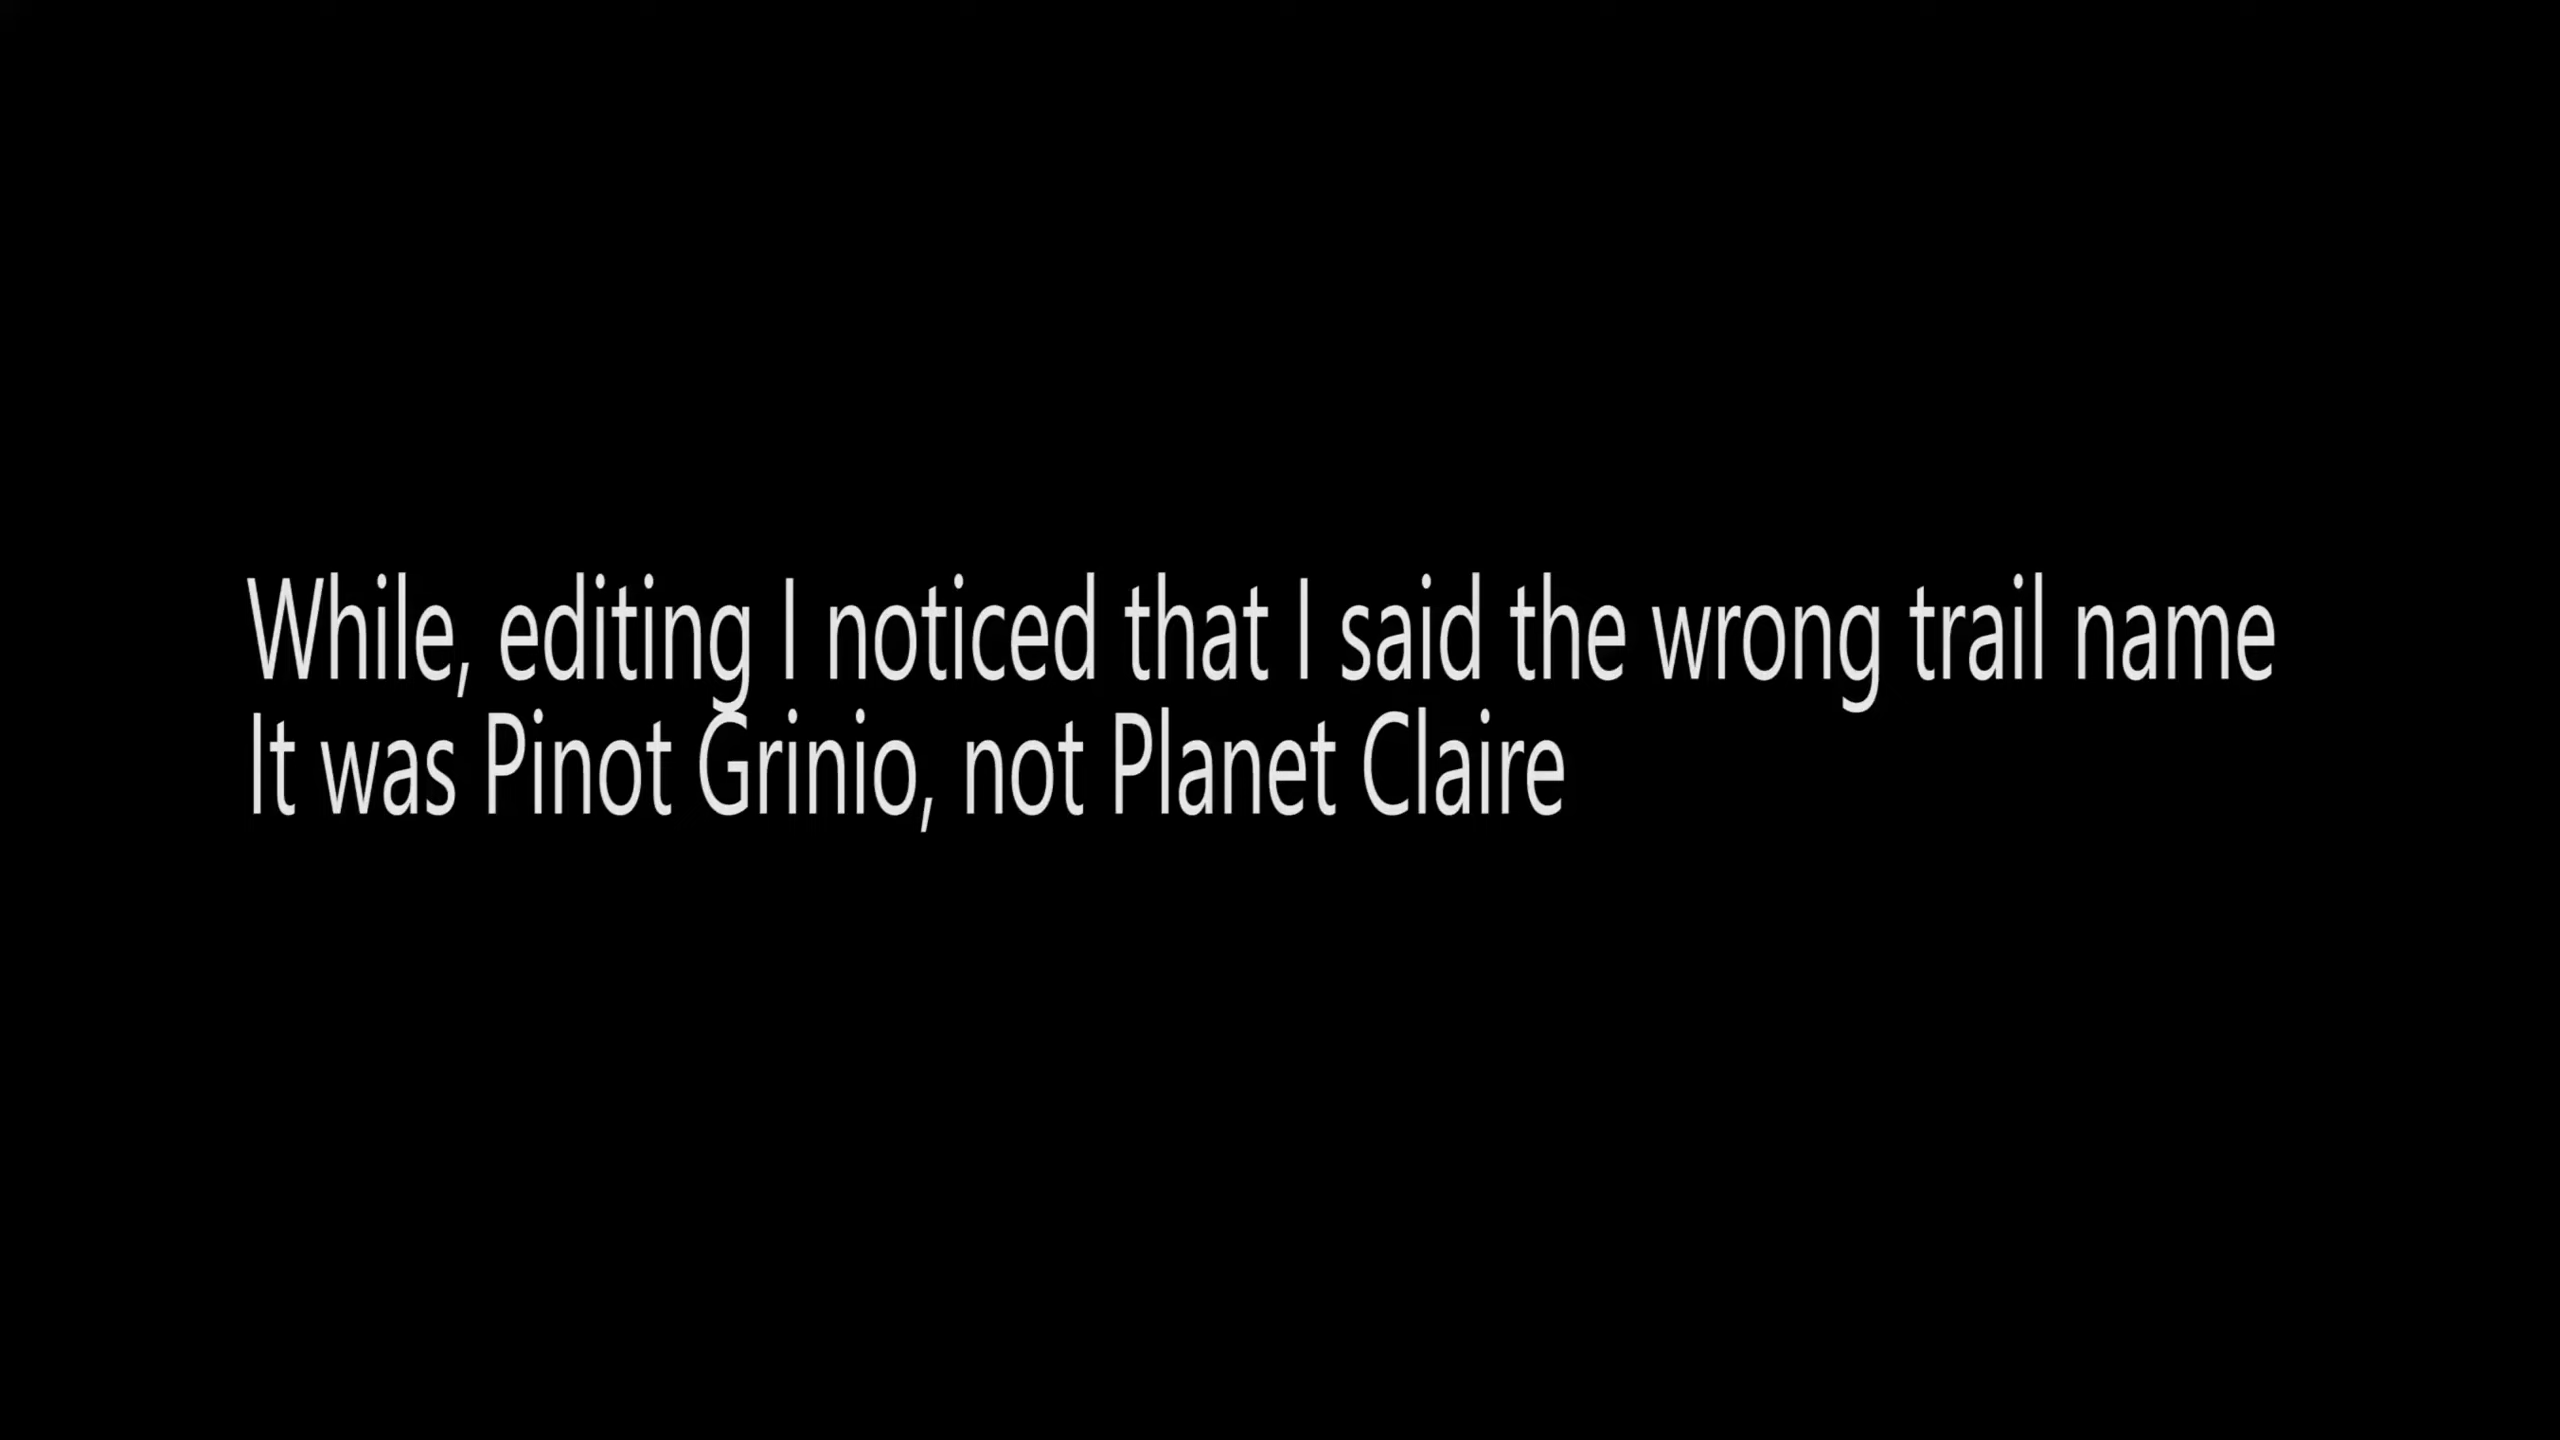 While, editing I noticed that I said the wrong trail name
It was Pinot Grinio, not Planet Claire